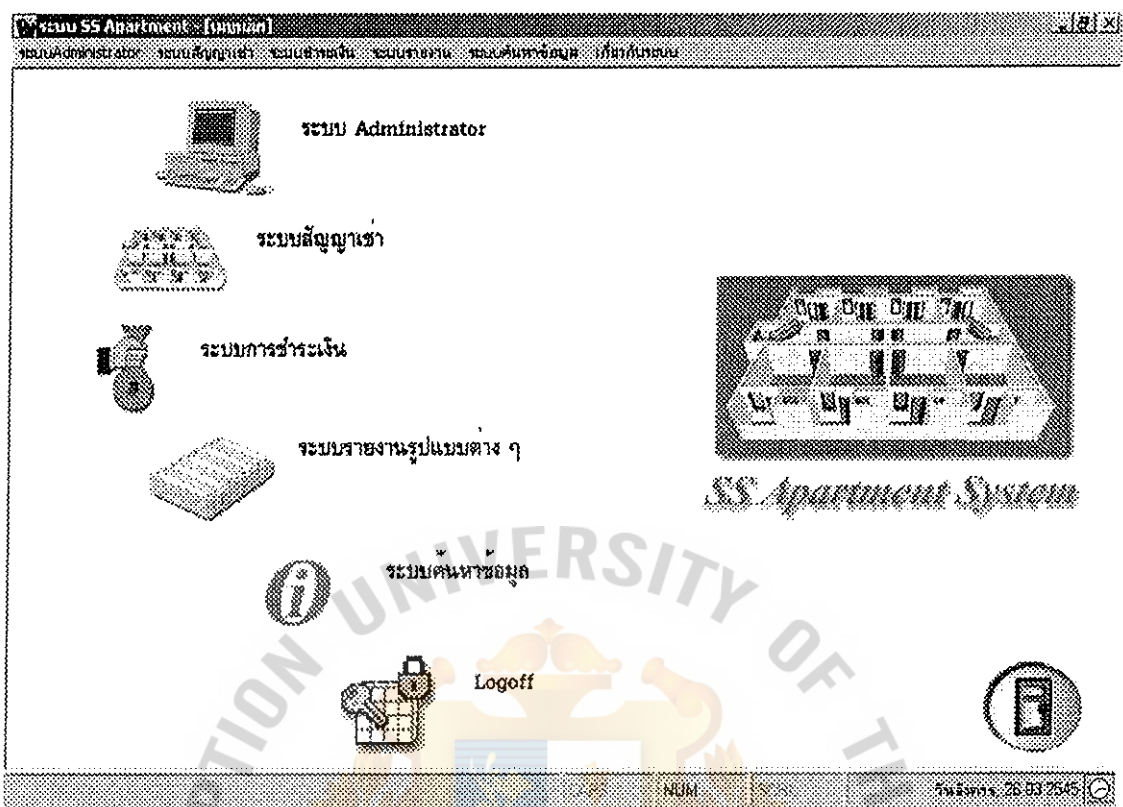 ระบบ SS Apartment - [เมนูหลัก]
ระบบAdministrator ระบบสัญญาเช่า ระบบชำระเงิน ระบบรายงาน ระบบค้นหาข้อมูล เกี่ยวกับระบบ
ระบบ Administrator
ระบบสัญญาเช่า
ระบบการชำระเงิน
ระบบรายงานรูปแบบต่าง ๆ
SS Apartment System
ระบบค้นหาข้อมูล
UNIVERSITY OF
Logoff
NUM
วันอังคาร, 26 03 2545